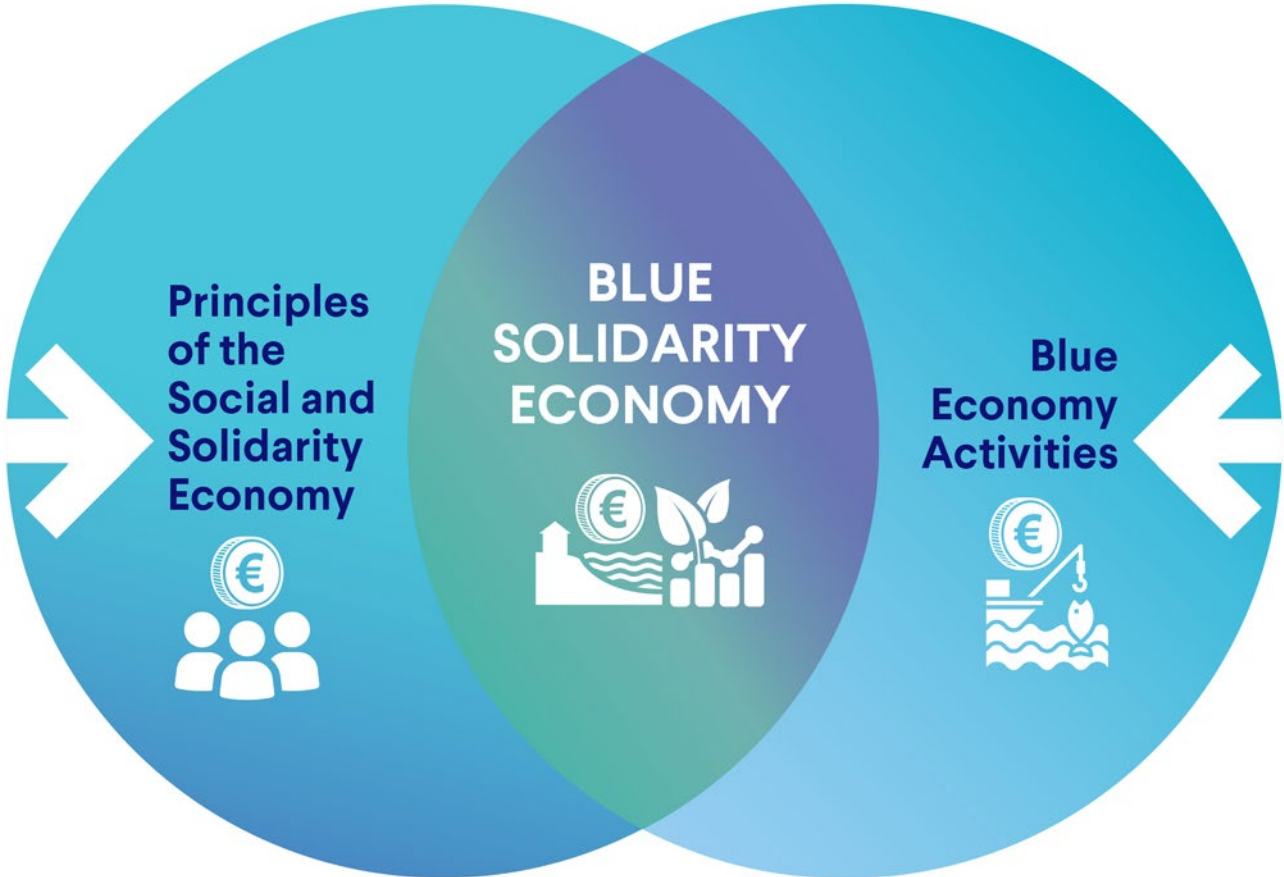 Principles
of the
Social and
Solidarity
Economy
€
BLUE
SOLIDARITY
ECONOMY
€
Blue
Economy
Activities
€